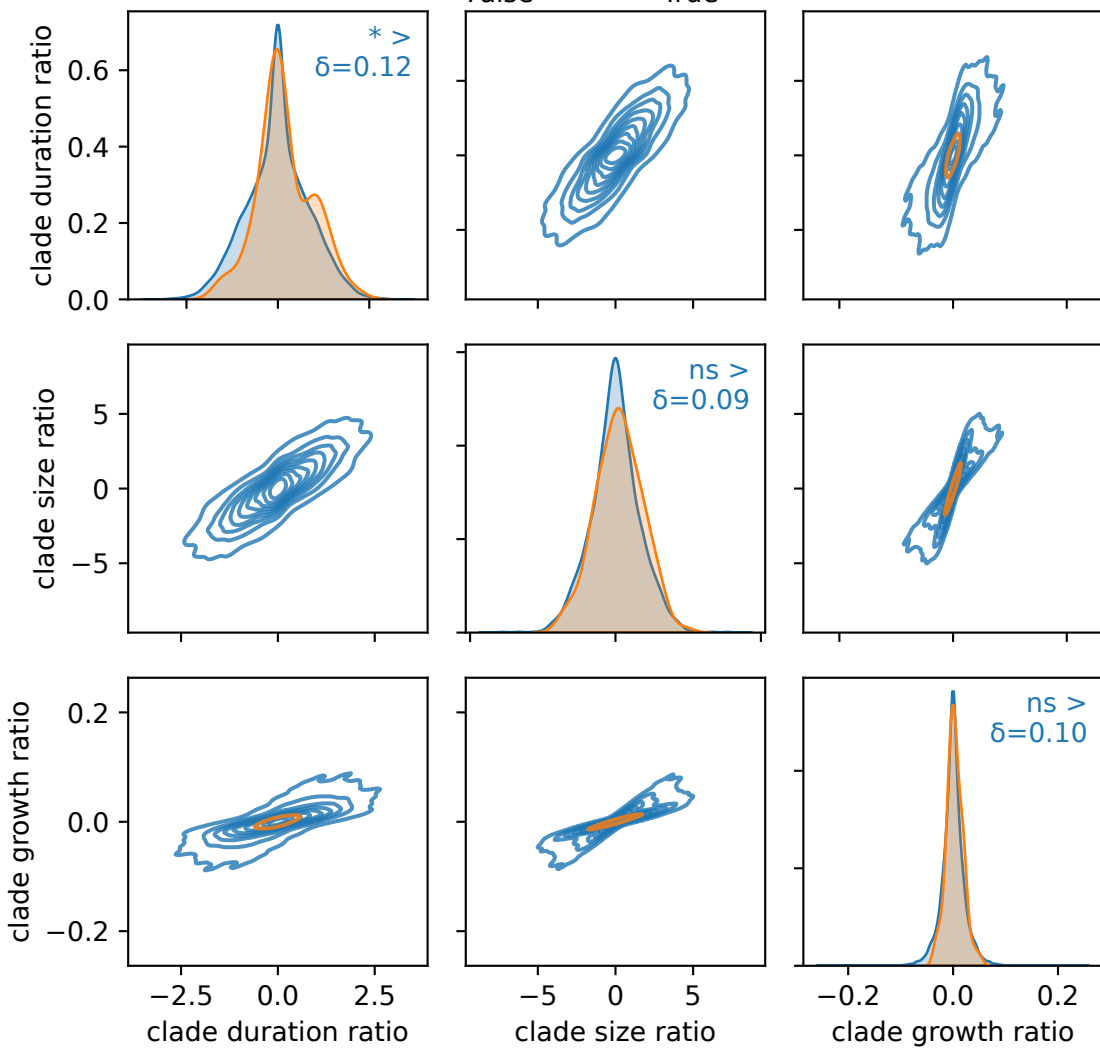 True
clade duration ratio
0.6
0.4
0.2
0.0
* >
δ=0.12
clade size ratio
5
0
−5
ns >
δ=0.09
clade growth ratio
0.2
0.0
−0.2
ns >
δ=0.10
−2.5 0.0 2.5
−5 0 5
−0.2 0.0 0.2
clade duration ratio
clade size ratio
clade growth ratio